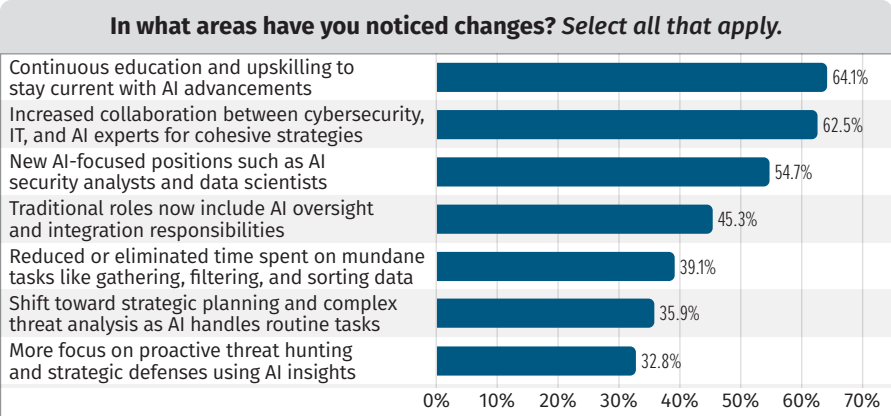 In what areas have you noticed changes? Select all that apply.
Continuous education and upskilling to
stay current with AI advancements
64.1%
Increased collaboration between cybersecurity,
IT, and AI experts for cohesive strategies
62.5%
New AI-focused positions such as AI
security analysts and data scientists
54.7%
Traditional roles now include AI oversight
and integration responsibilities
45.3%
Reduced or eliminated time spent on mundane
tasks like gathering, filtering, and sorting data
39.1%
Shift toward strategic planning and complex
threat analysis as AI handles routine tasks
35.9%
More focus on proactive threat hunting
and strategic defenses using AI insights
32.8%
0% 10% 20% 30% 40% 50% 60% 70%